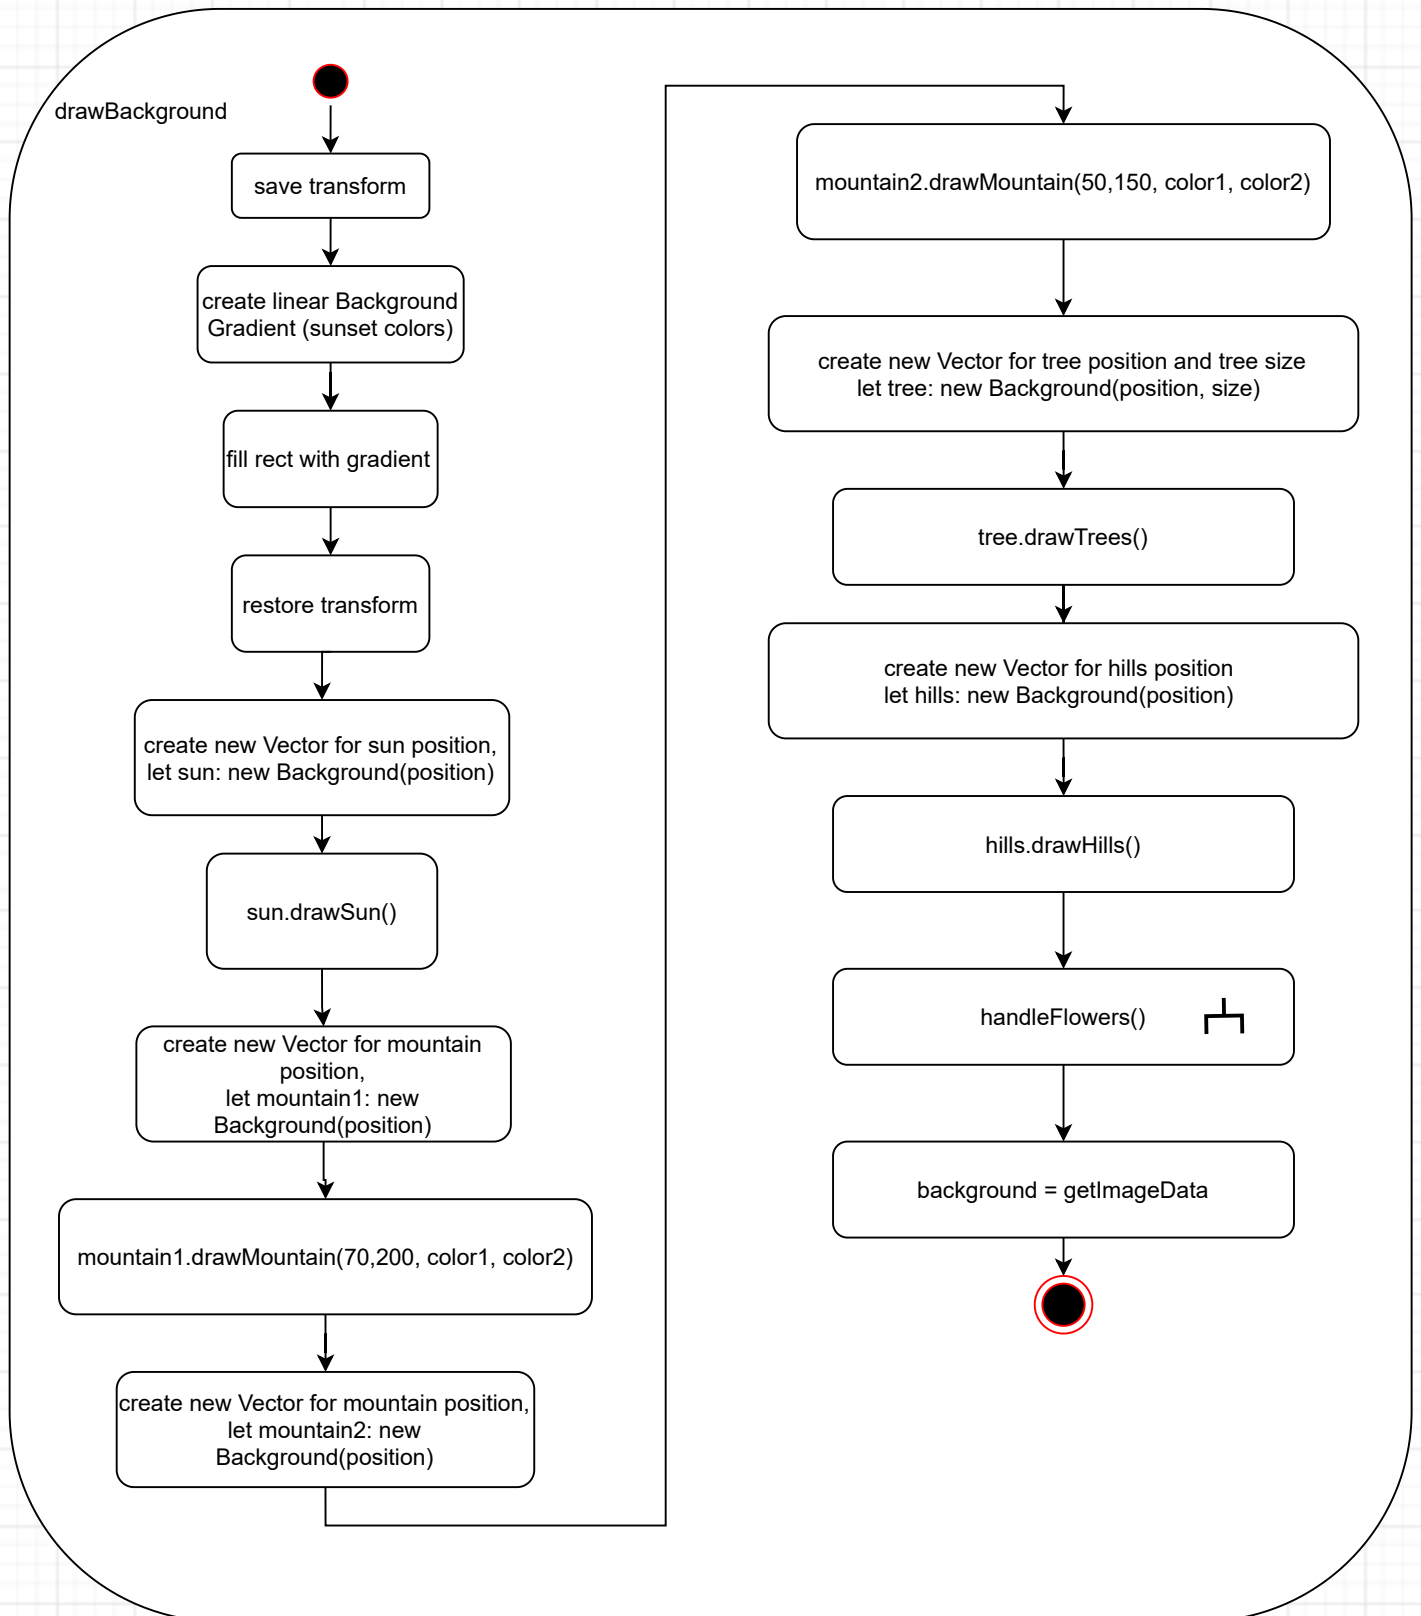 drawBackground
save transform
create linear Background
Gradient (sunset colors)
fill rect with gradient
restore transform
create new Vector for sun position,
let sun: new Background(position)
sun.drawSun()
create new Vector for mountain
position,
let mountain1: new
Background(position)
mountain1.drawMountain(70,200, color1, color2)
create new Vector for mountain position,
let mountain2: new
Background(position)
mountain2.drawMountain(50,150, color1, color2)
create new Vector for tree position and tree size
let tree: new Background(position, size)
tree.drawTrees()
create new Vector for hills position
let hills: new Background(position)
hills.drawHills()
handleFlowers()
background = getImageData